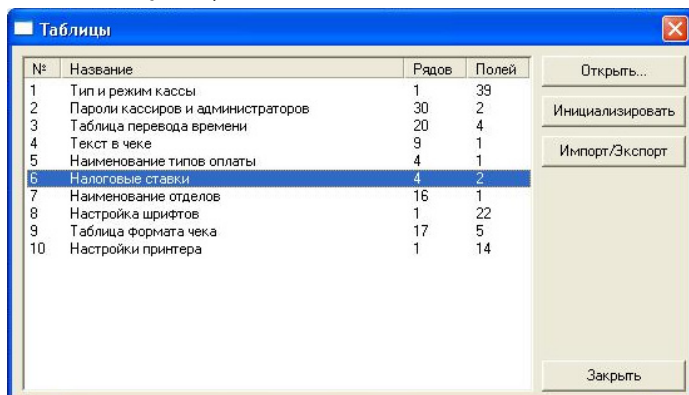 Таблицы
№ Название Рядов Полей
1 Тип и режим кассы 1 39
2 Пароли кассиров и администраторов 30 2
3 Таблица перевода времени 20 4
4 Текст в чеке 9 1
5 Наименование типов оплаты 4 1
6 Налоговые ставки 4 2
7 Наименование отделов 16 1
8 Настройка шрифтов 1 22
9 Таблица формата чека 17 5
10 Настройки принтера 1 14
Открыть...
Инициализировать
Импорт/Экспорт
Закрыть